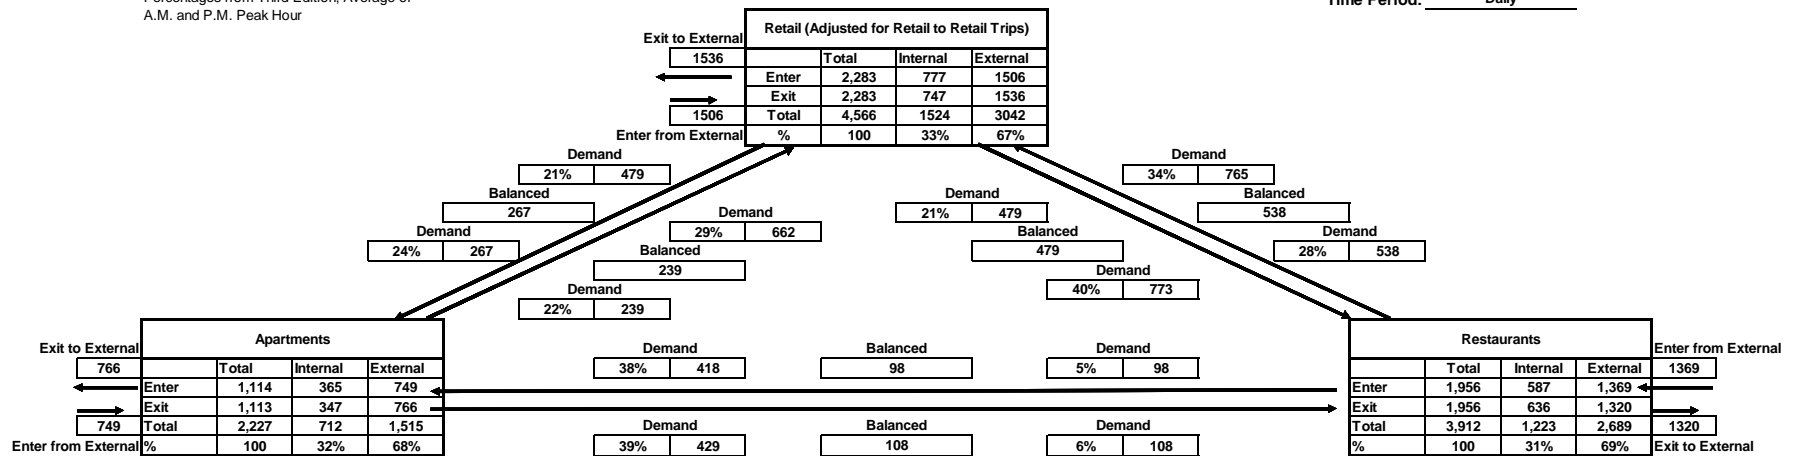 Percentages from Third Edition, Average of
A.M. and P.M. Peak Hour
Time Period: Daily
Retail (Adjusted for Retail to Retail Trips)
Exit to External
1536 Total Internal External
Enter 2,283 777 1506
Exit 2,283 747 1536
1506 Total 4,566 1524 3042
Enter from External % 100 33% 67%
Demand
21% 479
Balanced
267
Demand
24% 267
Demand
29% 662
Balanced
239
Demand
22% 239
Demand
21% 479
Balanced
479
Demand
40% 773
Demand
34% 765
Balanced
538
Demand
28% 538
Apartments
Exit to External
766 Total Internal External
Enter 1,114 365 749
Exit 1,113 347 766
749 Total 2,227 712 1,515
Enter from External % 100 32% 68%
Demand Balanced Demand
38% 418 98 5% 98
Demand Balanced Demand
39% 429 108 6% 108
Restaurants
Enter from External
Total Internal External 1369
Enter 1,956 587 1,369
Exit 1,956 636 1,320
Total 3,912 1,223 2,689 1320
% 100 31% 69% Exit to External